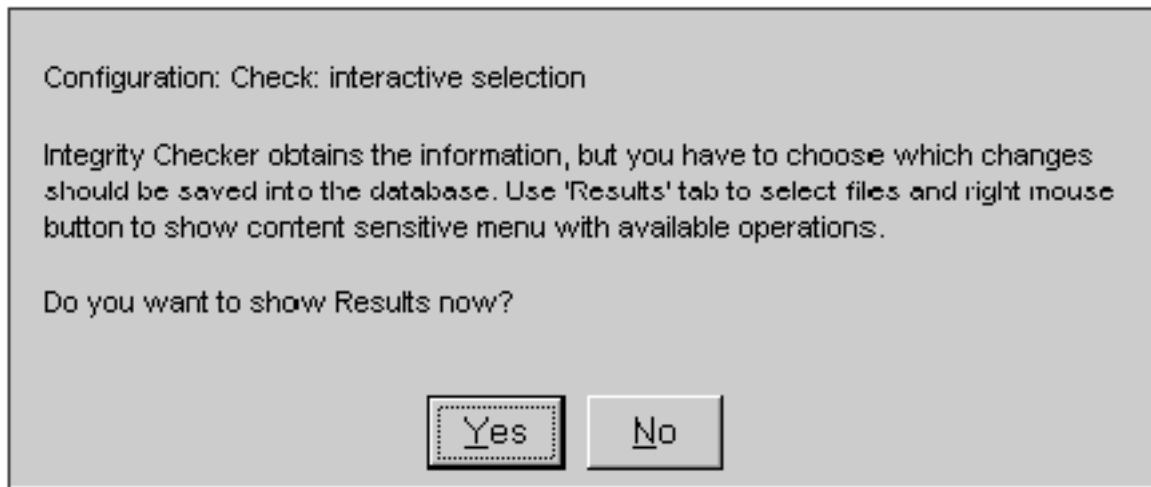 Configuration: Check: interactive selection
Integrity Checker obtains the information, but you have to choose which changes
should be saved into the database. Use 'Results' tab to select files and right mouse
button to show content sensitive menu with available operations.
Do you want to show Results now?
Yes No